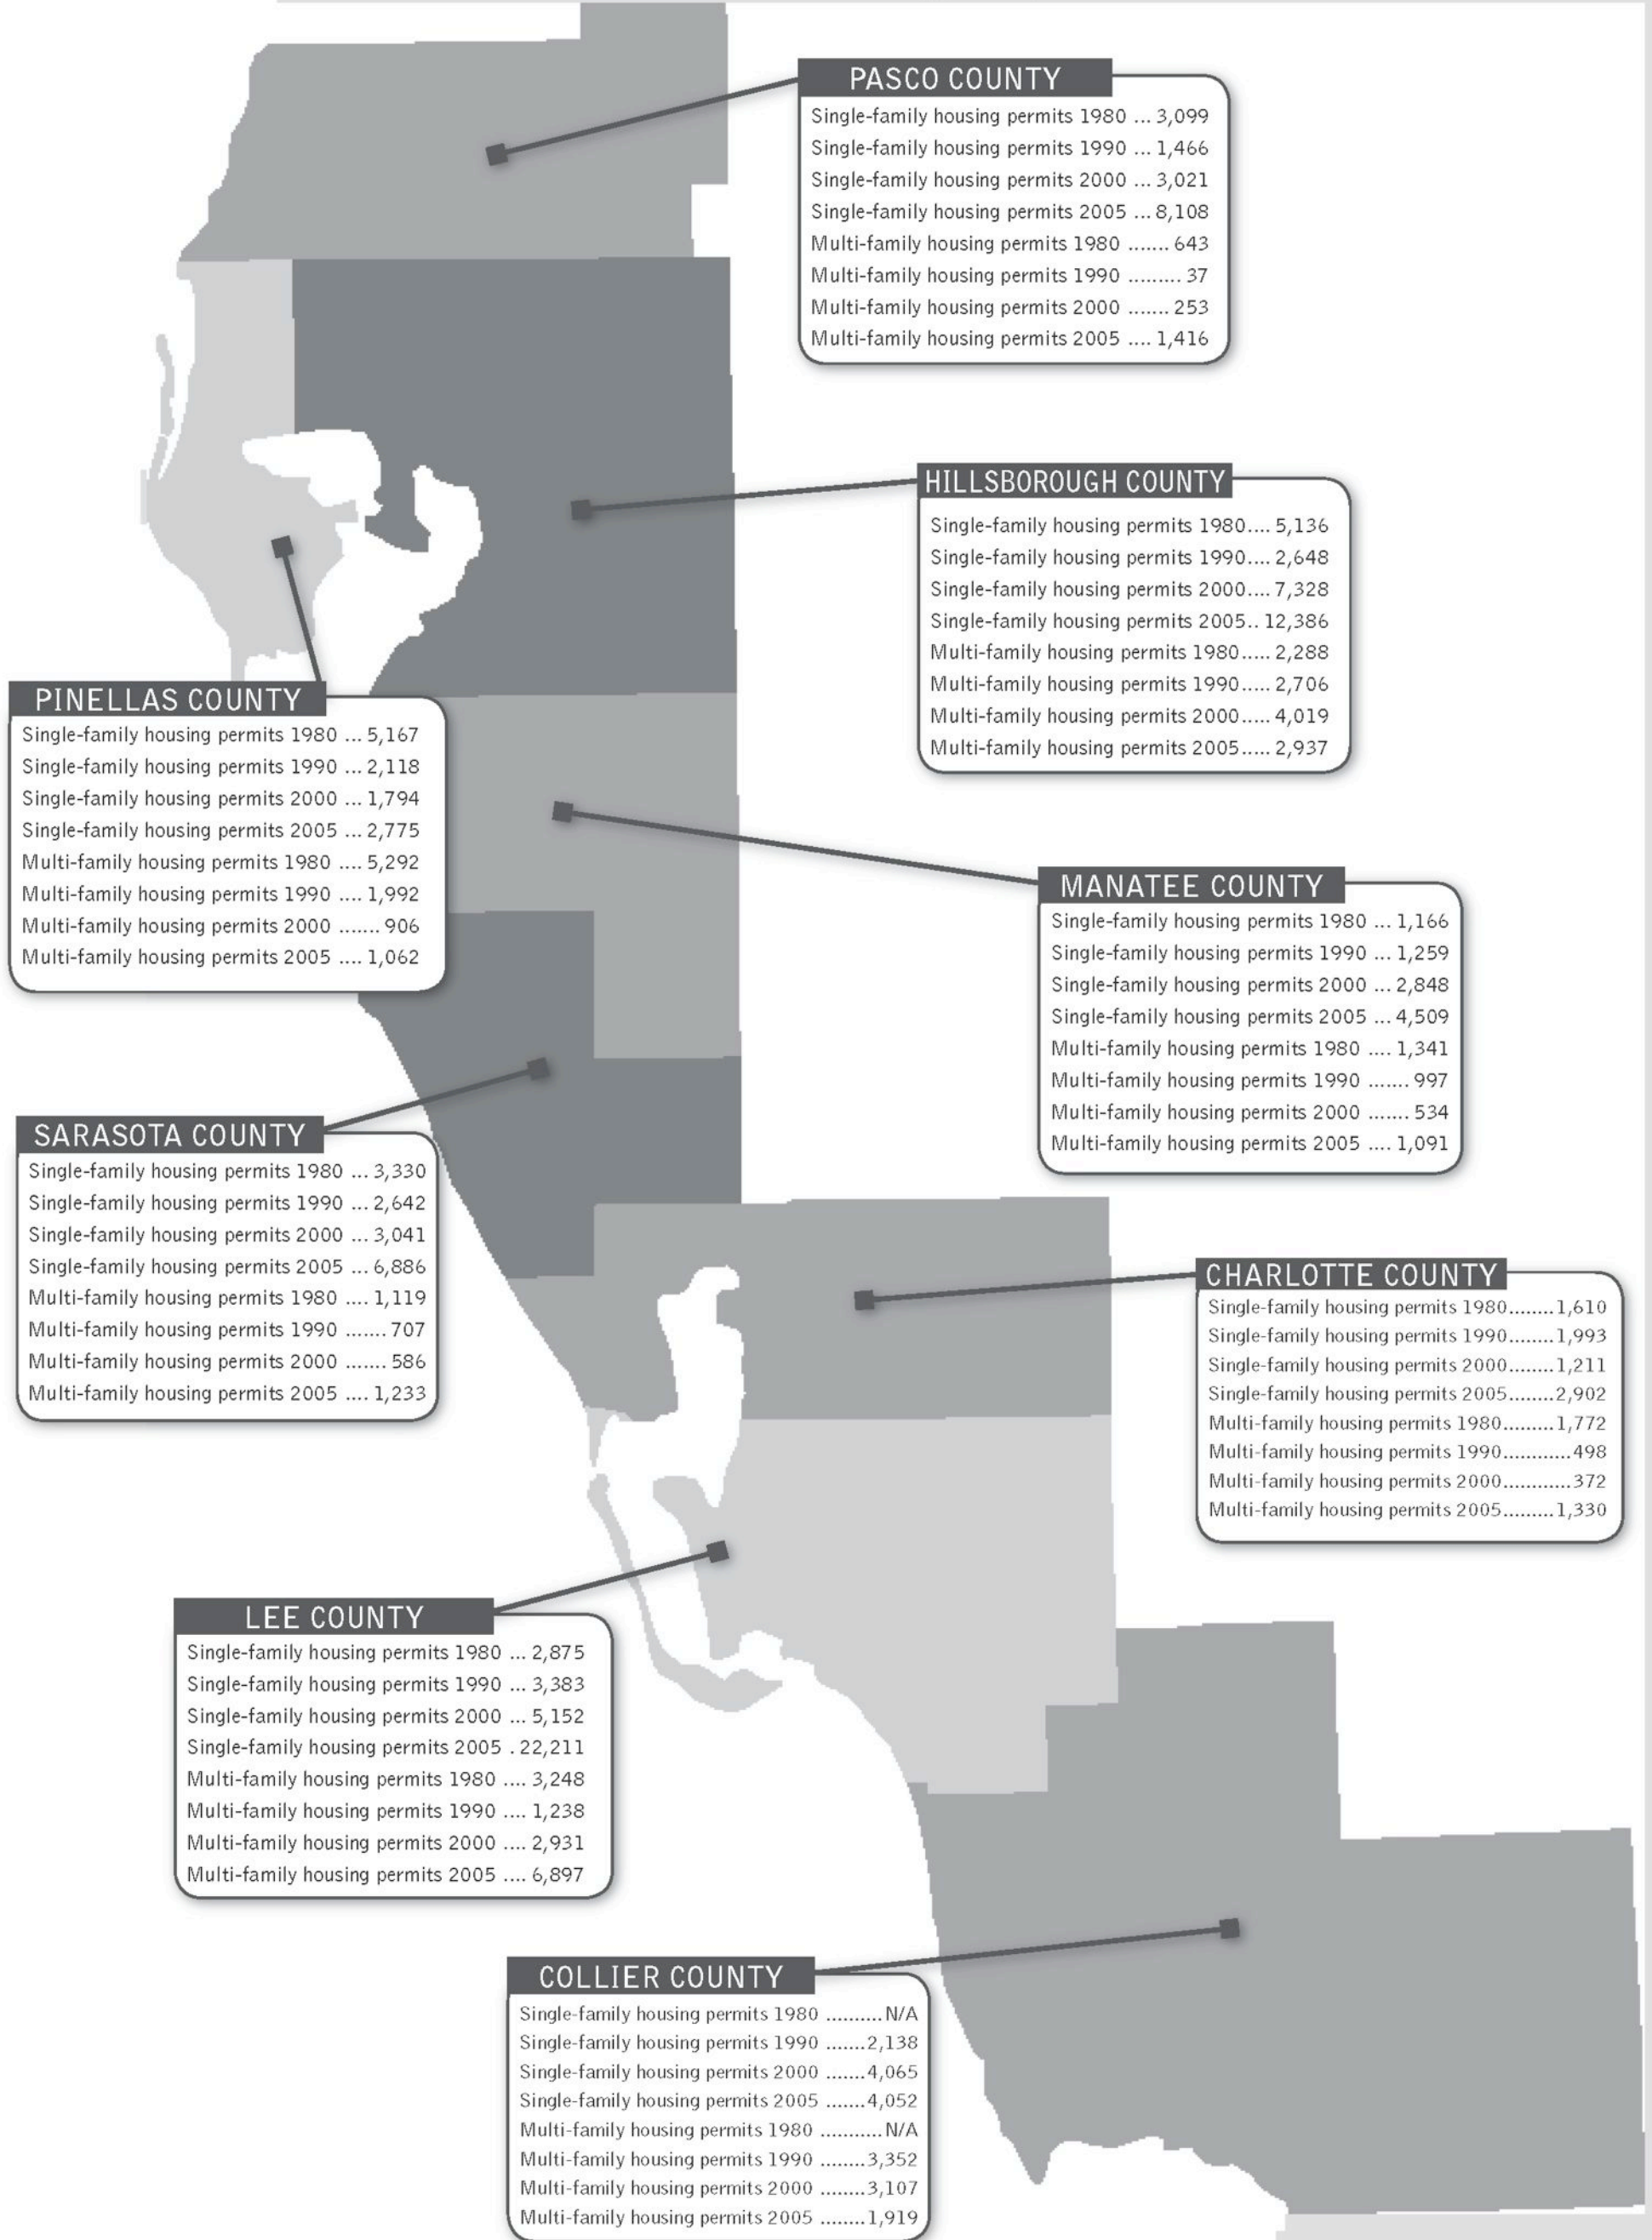 PASCO COUNTY
Single-family housing permits 1980 ... 3,099
Single-family housing permits 1990 ... 1,466
Single-family housing permits 2000 ... 3,021
Single-family housing permits 2005 ... 8,108
Multi-family housing permits 1980 ....... 643
Multi-family housing permits 1990 ......... 37
Multi-family housing permits 2000 ....... 253
Multi-family housing permits 2005 .... 1,416
HILLSBOROUGH COUNTY
Single-family housing permits 1980.... 5,136
Single-family housing permits 1990.... 2,648
Single-family housing permits 2000.... 7,328
Single-family housing permits 2005.. 12,386
Multi-family housing permits 1980..... 2,288
Multi-family housing permits 1990..... 2,706
Multi-family housing permits 2000..... 4,019
Multi-family housing permits 2005..... 2,937
PINELLAS COUNTY
Single-family housing permits 1980 ... 5,167
Single-family housing permits 1990 ... 2,118
Single-family housing permits 2000 ... 1,794
Single-family housing permits 2005 ... 2,775
Multi-family housing permits 1980 .... 5,292
Multi-family housing permits 1990 .... 1,992
Multi-family housing permits 2000 ....... 906
Multi-family housing permits 2005 .... 1,062
MANATEE COUNTY
Single-family housing permits 1980 ... 1,166
Single-family housing permits 1990 ... 1,259
Single-family housing permits 2000 ... 2,848
Single-family housing permits 2005 ... 4,509
Multi-family housing permits 1980 .... 1,341
Multi-family housing permits 1990 ....... 997
Multi-family housing permits 2000 ....... 534
Multi-family housing permits 2005 .... 1,091
SARASOTA COUNTY
Single-family housing permits 1980 ... 3,330
Single-family housing permits 1990 ... 2,642
Single-family housing permits 2000 ... 3,041
Single-family housing permits 2005 ... 6,886
Multi-family housing permits 1980 .... 1,119
Multi-family housing permits 1990 ....... 707
Multi-family housing permits 2000 ....... 586
Multi-family housing permits 2005 .... 1,233
CHARLOTTE COUNTY
Single-family housing permits 1980........1,610
Single-family housing permits 1990........1,993
Single-family housing permits 2000........1,211
Single-family housing permits 2005........2,902
Multi-family housing permits 1980.........1,772
Multi-family housing permits 1990............498
Multi-family housing permits 2000............372
Multi-family housing permits 2005.........1,330
LEE COUNTY
Single-family housing permits 1980 ... 2,875
Single-family housing permits 1990 ... 3,383
Single-family housing permits 2000 ... 5,152
Single-family housing permits 2005 . 22,211
Multi-family housing permits 1980 .... 3,248
Multi-family housing permits 1990 .... 1,238
Multi-family housing permits 2000 .... 2,931
Multi-family housing permits 2005 .... 6,897
COLLIER COUNTY
Single-family housing permits 1980 ..........N/A
Single-family housing permits 1990 .......2,138
Single-family housing permits 2000 .......4,065
Single-family housing permits 2005 .......4,052
Multi-family housing permits 1980 ...........N/A
Multi-family housing permits 1990 ........3,352
Multi-family housing permits 2000 ........3,107
Multi-family housing permits 2005 ........1,919